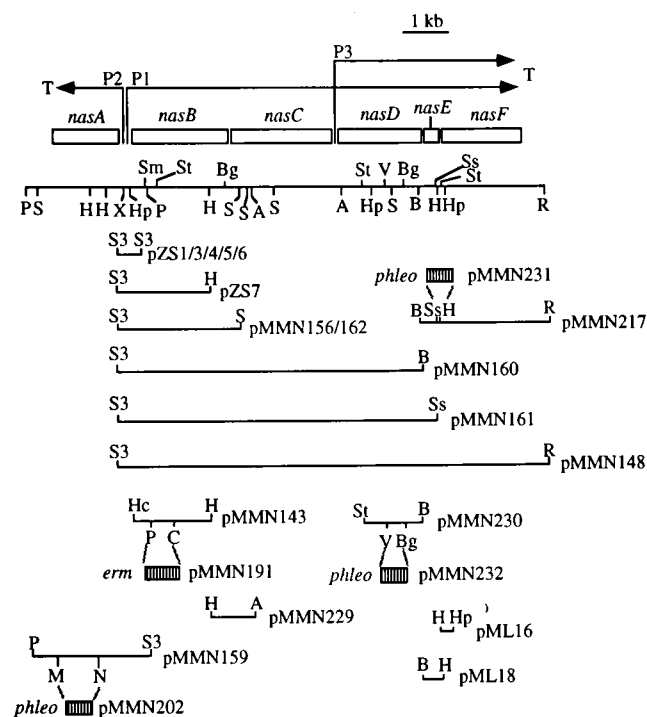 1 kb
P3
T P2 P1 T
nasA nasB nasC nasD nasE nasF
Sm St Bg St V Bg Ss St
P S H H X Hp P H S S A S A Hp S B H Hp R
S3 S3 pZS1/3/4/5/6
S3 H pZS7
phleo pMMN231
S3 S pMMN156/162
B Ss H R pMMN217
S3 B pMMN160
S3 Ss pMMN161
S3 R pMMN148
Hc H pMMN143
St B pMMN230
P C
V Bg
erm pMMN191
phleo pMMN232
H A pMMN229
H Hp pML16
P S3 pMMN159
B H pML18
M N
phleo pMMN202